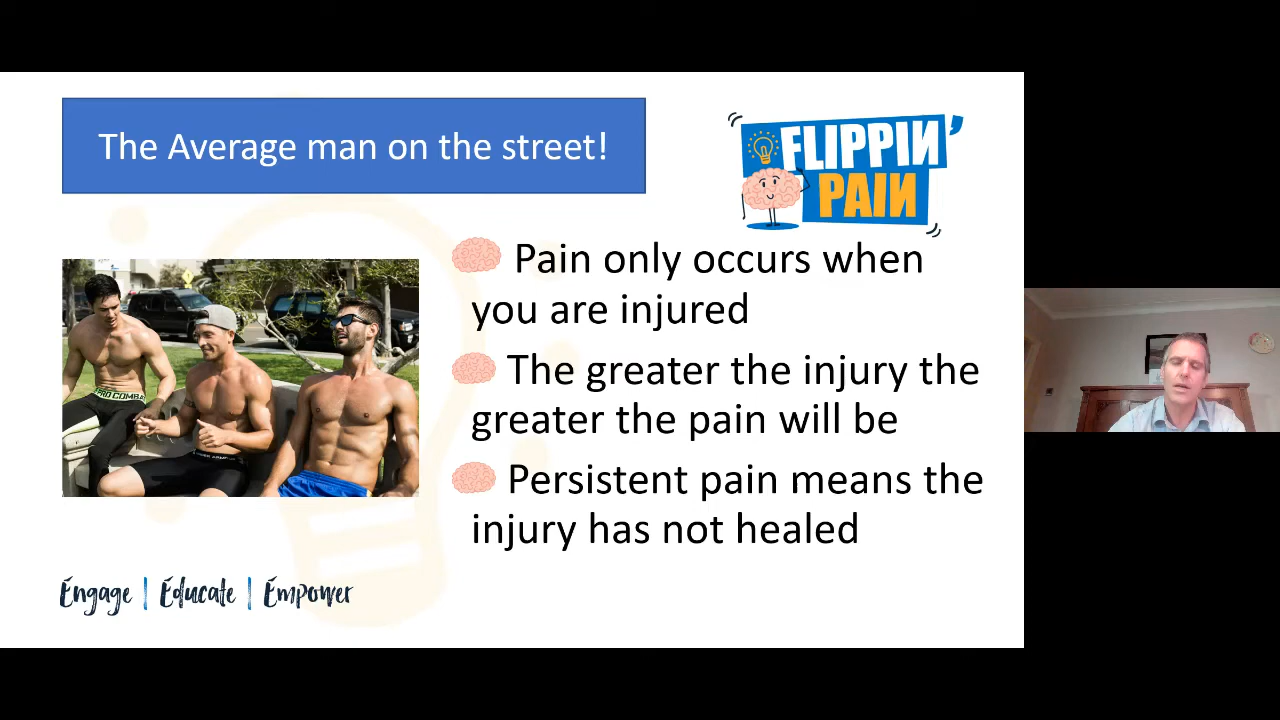 The Average man on the street!
FLIPPIN'
PAIN
Pain only occurs when
you are injured
The greater the injury the
greater the pain will be
Persistent pain means the
injury has not healed
PRO COMBA
Engage | Educate | Empower